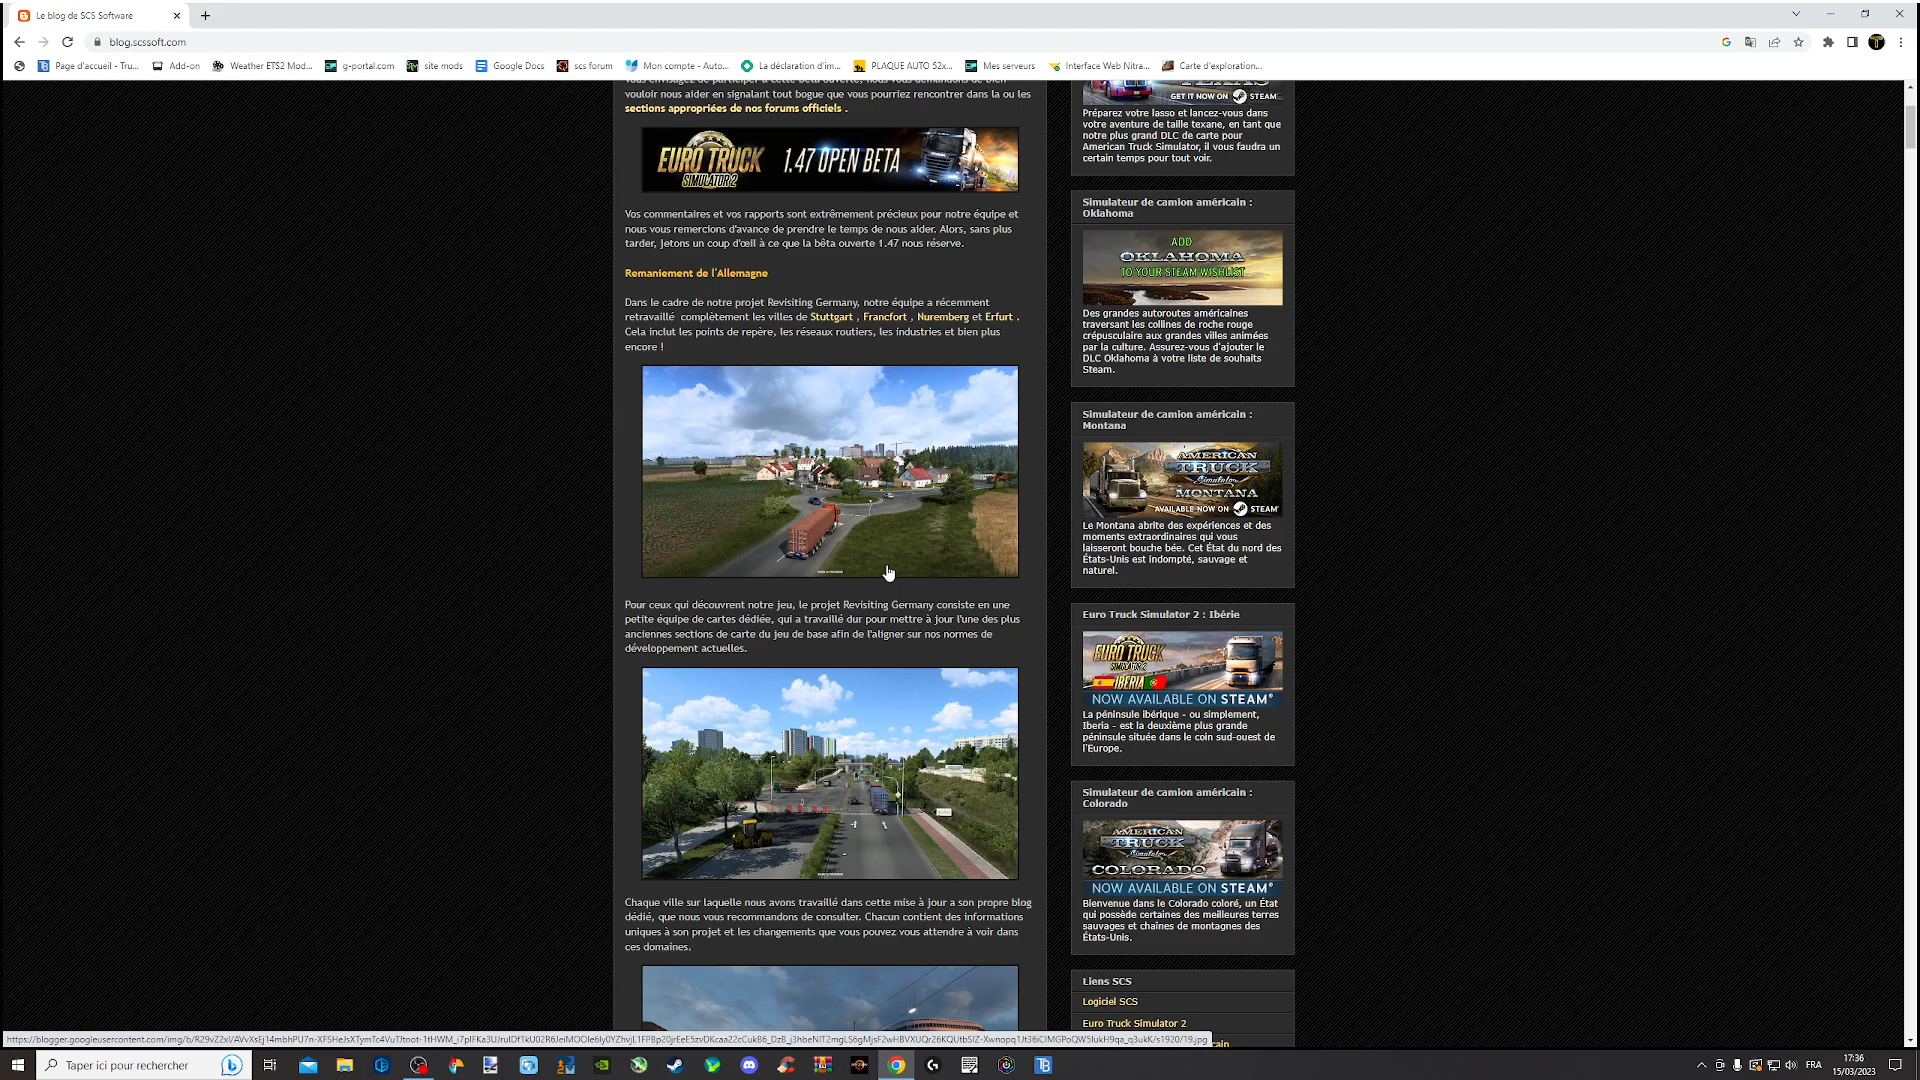 Le blog de SCS Software
blog.scssoft.com
Page d'accueil - Tru... Add-on Weather ETS2 Mod... g-portal.com site mods Google Docs scs forum Mon compte - Auto... La déclaration d'im... PLAQUE AUTO 52x... Mes serveurs Interface Web Nitra... Carte d'exploration...
vouloir nous aider en signalant tout bogue que vous pourriez rencontrer dans la ou les
sections appropriées de nos forums officiels .
EURO TRUCK
SIMULATOR 2
1.47 OPEN BETA
Vos commentaires et vos rapports sont extrêmement précieux pour notre équipe et
nous vous remercions d'avance de prendre le temps de nous aider. Alors, sans plus
tarder, jetons un coup d'œil à ce que la bêta ouverte 1.47 nous réserve.
Remaniement de l'Allemagne
Dans le cadre de notre projet Revisiting Germany, notre équipe a récemment
retravaillé complètement les villes de Stuttgart , Francfort , Nuremberg et Erfurt .
Cela inclut les points de repère, les réseaux routiers, les industries et bien plus
encore !
Pour ceux qui découvrent notre jeu, le projet Revisiting Germany consiste en une
petite équipe de cartes dédiée, qui a travaillé dur pour mettre à jour l'une des plus
anciennes sections de carte du jeu de base afin de l'aligner sur nos normes de
développement actuelles.
Chaque ville sur laquelle nous avons travaillé dans cette mise à jour a son propre blog
dédié, que nous vous recommandons de consulter. Chacun contient des informations
uniques à son projet et les changements que vous pouvez vous attendre à voir dans
ces domaines.
GET IT NOW ON STEAM
Préparez votre lasso et lancez-vous dans
votre aventure de taille texane, en tant que
notre plus grand DLC de carte pour
American Truck Simulator, il vous faudra un
certain temps pour tout voir.
Simulateur de camion américain :
Oklahoma
ADD
OKLAHOMA
TO YOUR STEAM WISHLIST
Des grandes autoroutes américaines
traversant les collines de roche rouge
crépusculaire aux grandes villes animées
par la culture. Assurez-vous d'ajouter le
DLC Oklahoma à votre liste de souhaits
Steam.
Simulateur de camion américain :
Montana
AMERICAN
TRUCK
Simulator
MONTANA
AVAILABLE NOW ON STEAM
Le Montana abrite des expériences et des
moments extraordinaires qui vous
laisseront bouche bée. Cet État du nord des
États-Unis est indompté, sauvage et
naturel.
Euro Truck Simulator 2 : Ibérie
EURO TRUCK
SIMULATOR 2
IBERIA
NOW AVAILABLE ON STEAM®
La péninsule ibérique - ou simplement,
Iberia - est la deuxième plus grande
péninsule située dans le coin sud-ouest de
l'Europe.
Simulateur de camion américain :
Colorado
AMERICAN
TRUCK
Simulator
COLORADO
NOW AVAILABLE ON STEAM®
Bienvenue dans le Colorado coloré, un État
qui possède certaines des meilleures terres
sauvages et chaînes de montagnes des
États-Unis.
Liens SCS
Logiciel SCS
Euro Truck Simulator 2
Taper ici pour rechercher
FRA
17:36
15/03/2023